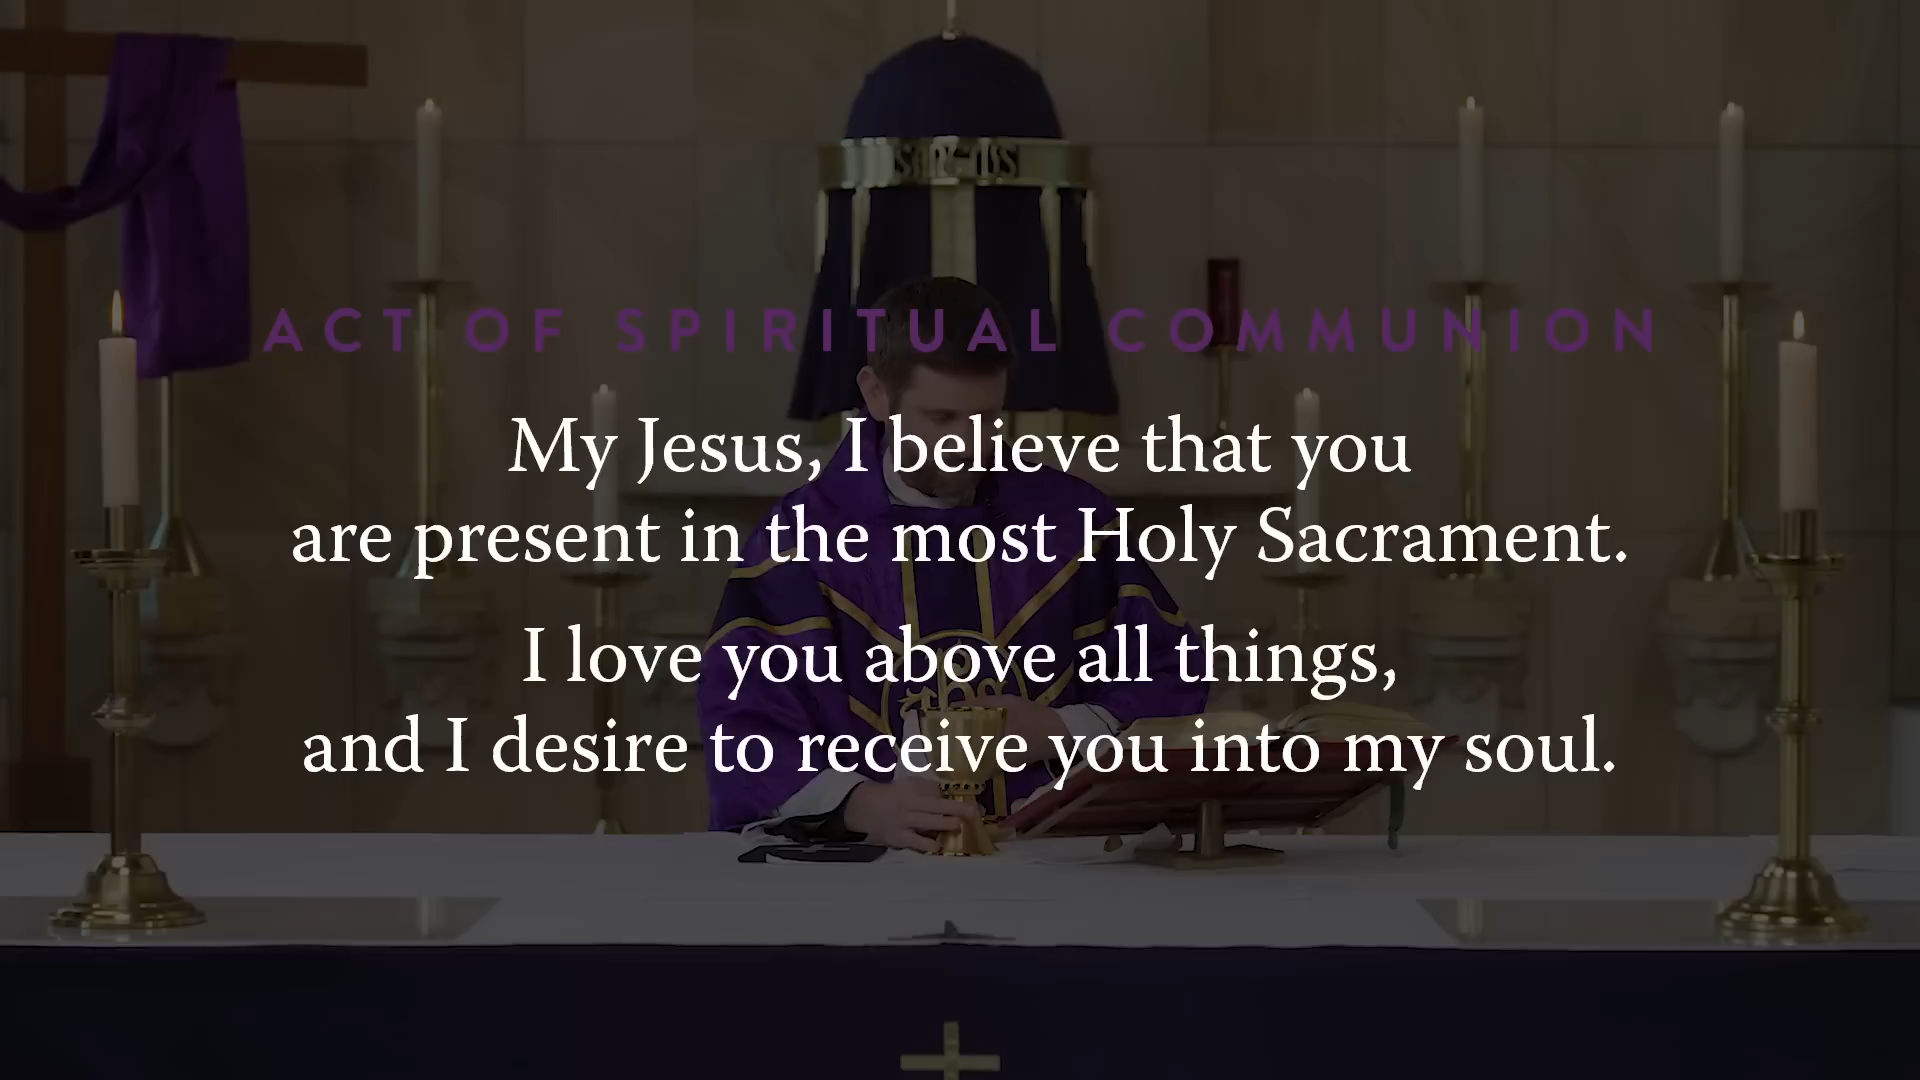 ACT OF SPIRITUAL COMMUNION
My Jesus, I believe that you
are present in the most Holy Sacrament.
I love you above all things,
and I desire to receive you into my soul.